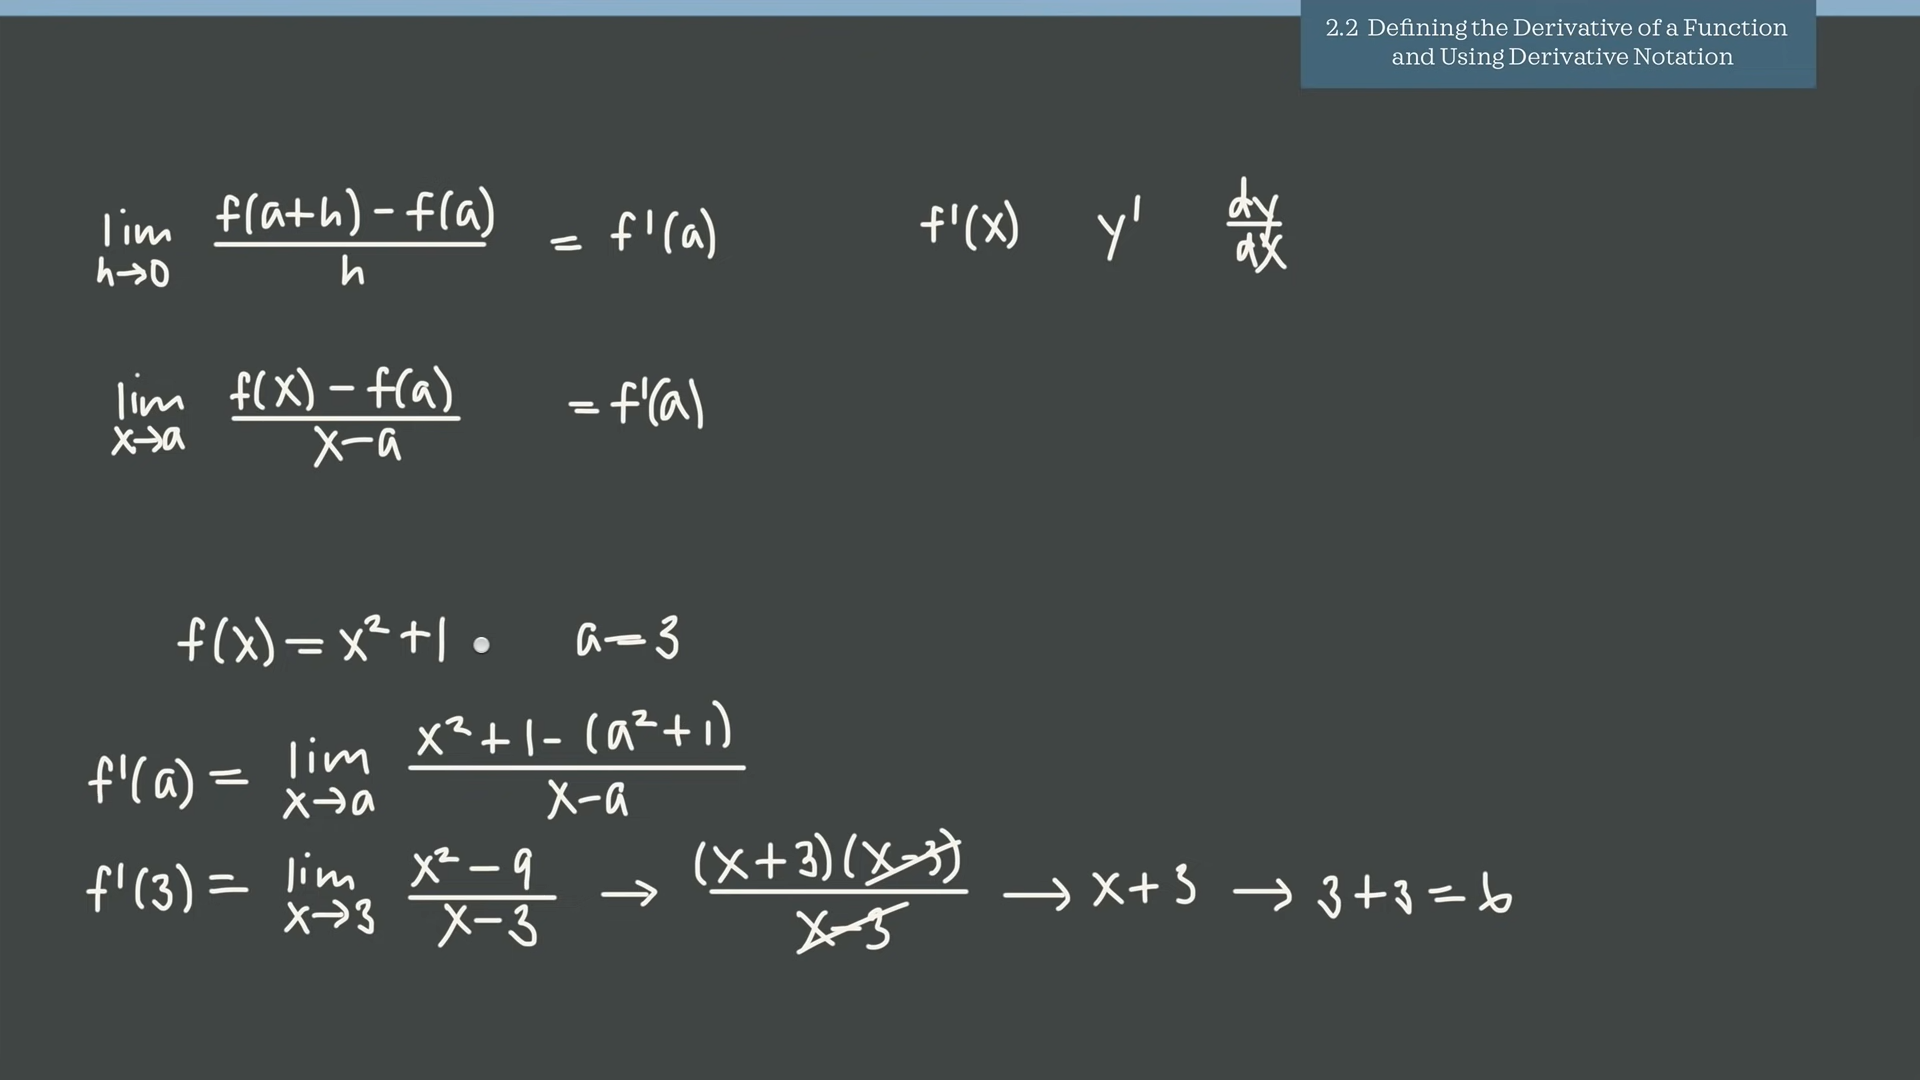 2.2 Defining the Derivative of a Function
and Using Derivative Notation
lim h→0 f(a+h) - f(a) / h = f'(a) f'(x) y' dy/dx
lim x→a f(x) - f(a) / x-a = f'(a)
f(x) = x² + 1 a = 3
f'(a) = lim x→a x² + 1 - (a² + 1) / x-a
f'(3) = lim x→3 x² - 9 / x-3 → (x+3)(x-3) / x-3 → x+3 → 3+3 = 6